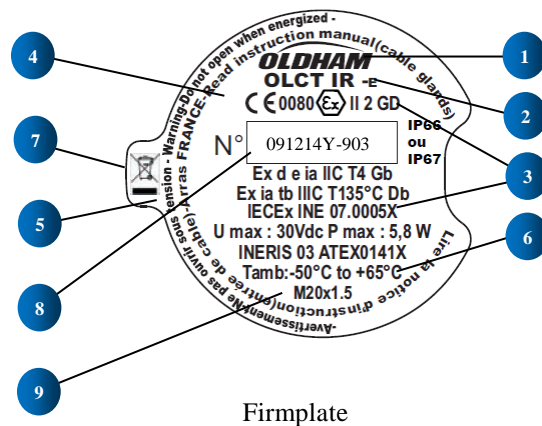 -Avertissement-Ne pas ouvrir sous tension - Warning-Do not open when energized -
Arras FRANCE-Read instruction manual(cable glands)
Lire la notice d'instruction(entrée de cable)-
OLDHAM
OLCT IR -E
CE0080 Ex II 2 GD
N° 091214Y-903
IP66
ou
IP67
Ex d e ia IIC T4 Gb
Ex ia tb IIIC T135°C Db
IECEx INE 07.0005X
U max : 30Vdc P max : 5,8 W
INERIS 03 ATEX0141X
Tamb:-50°C to +65°C
M20x1.5
1
2
3
4
5
6
7
8
9
Firmplate